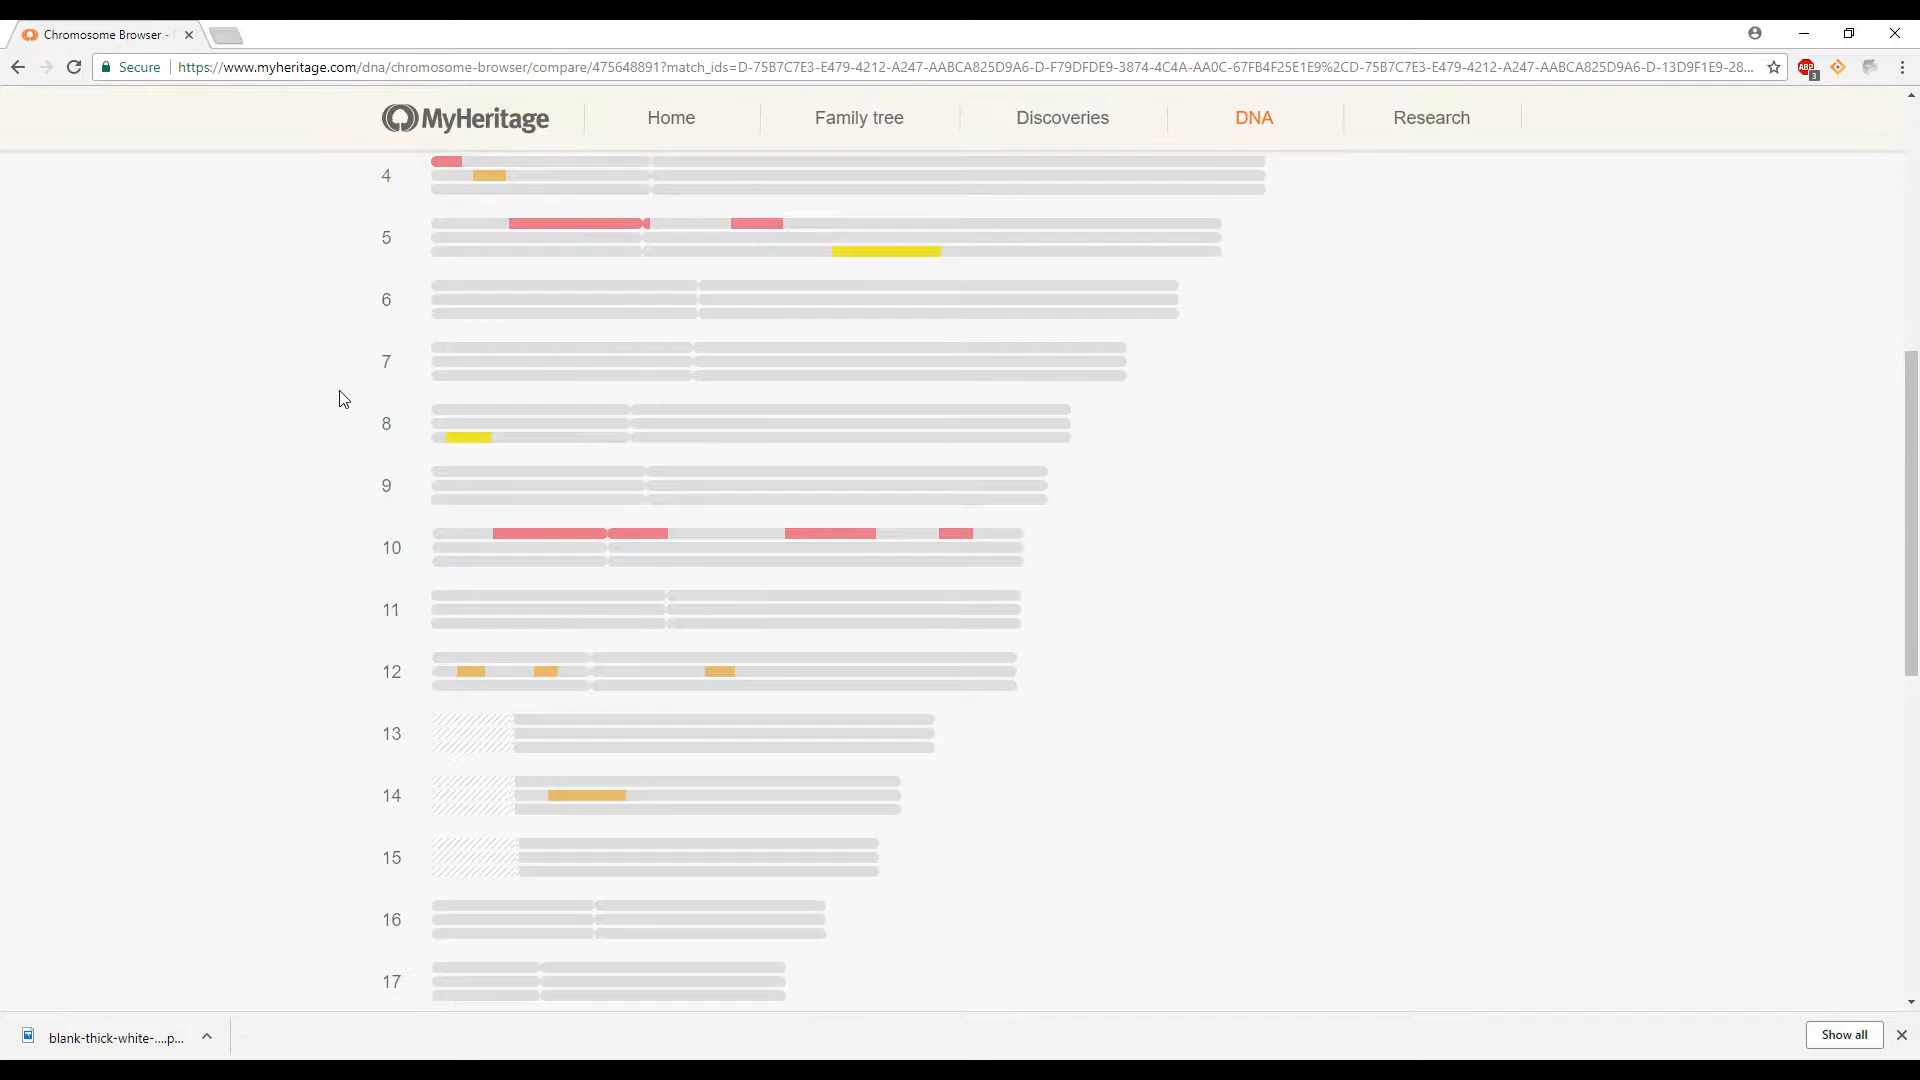 Chromosome Browser -
Secure
https://www.myheritage.com/dna/chromosome-browser/compare/475648891?match_ids=D-75B7C7E3-E479-4212-A247-AABCA825D9A6-D-F79DFDE9-3874-4C4A-AA0C-67FB4F25E1E9%2CD-75B7C7E3-E479-4212-A247-AABCA825D9A6-D-13D9F1E9-28...
ABP
3
MyHeritage
Home
Family tree
Discoveries
DNA
Research
4
5
6
7
8
9
10
11
12
13
14
15
16
17
blank-thick-white-....p...
Show all